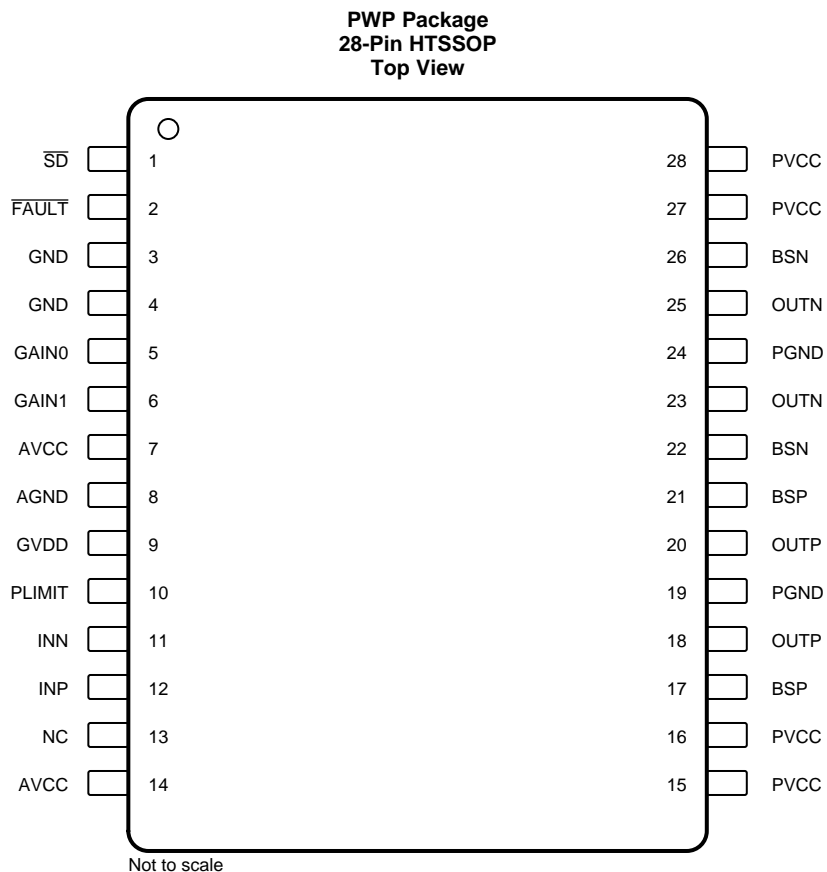 PWP Package
28-Pin HTSSOP
Top View
SD 1 28 PVCC
FAULT 2 27 PVCC
GND 3 26 BSN
GND 4 25 OUTN
GAIN0 5 24 PGND
GAIN1 6 23 OUTN
AVCC 7 22 BSN
AGND 8 21 BSP
GVDD 9 20 OUTP
PLIMIT 10 19 PGND
INN 11 18 OUTP
INP 12 17 BSP
NC 13 16 PVCC
AVCC 14 15 PVCC
Not to scale